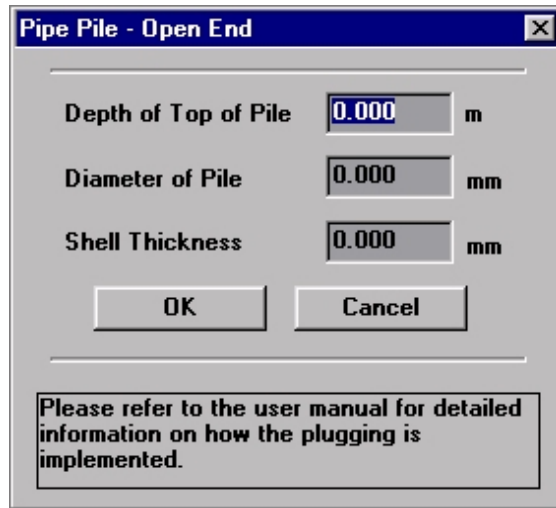 Pipe Pile - Open End
Depth of Top of Pile 0.000 m
Diameter of Pile 0.000 mm
Shell Thickness 0.000 mm
OK Cancel
Please refer to the user manual for detailed
information on how the plugging is
implemented.